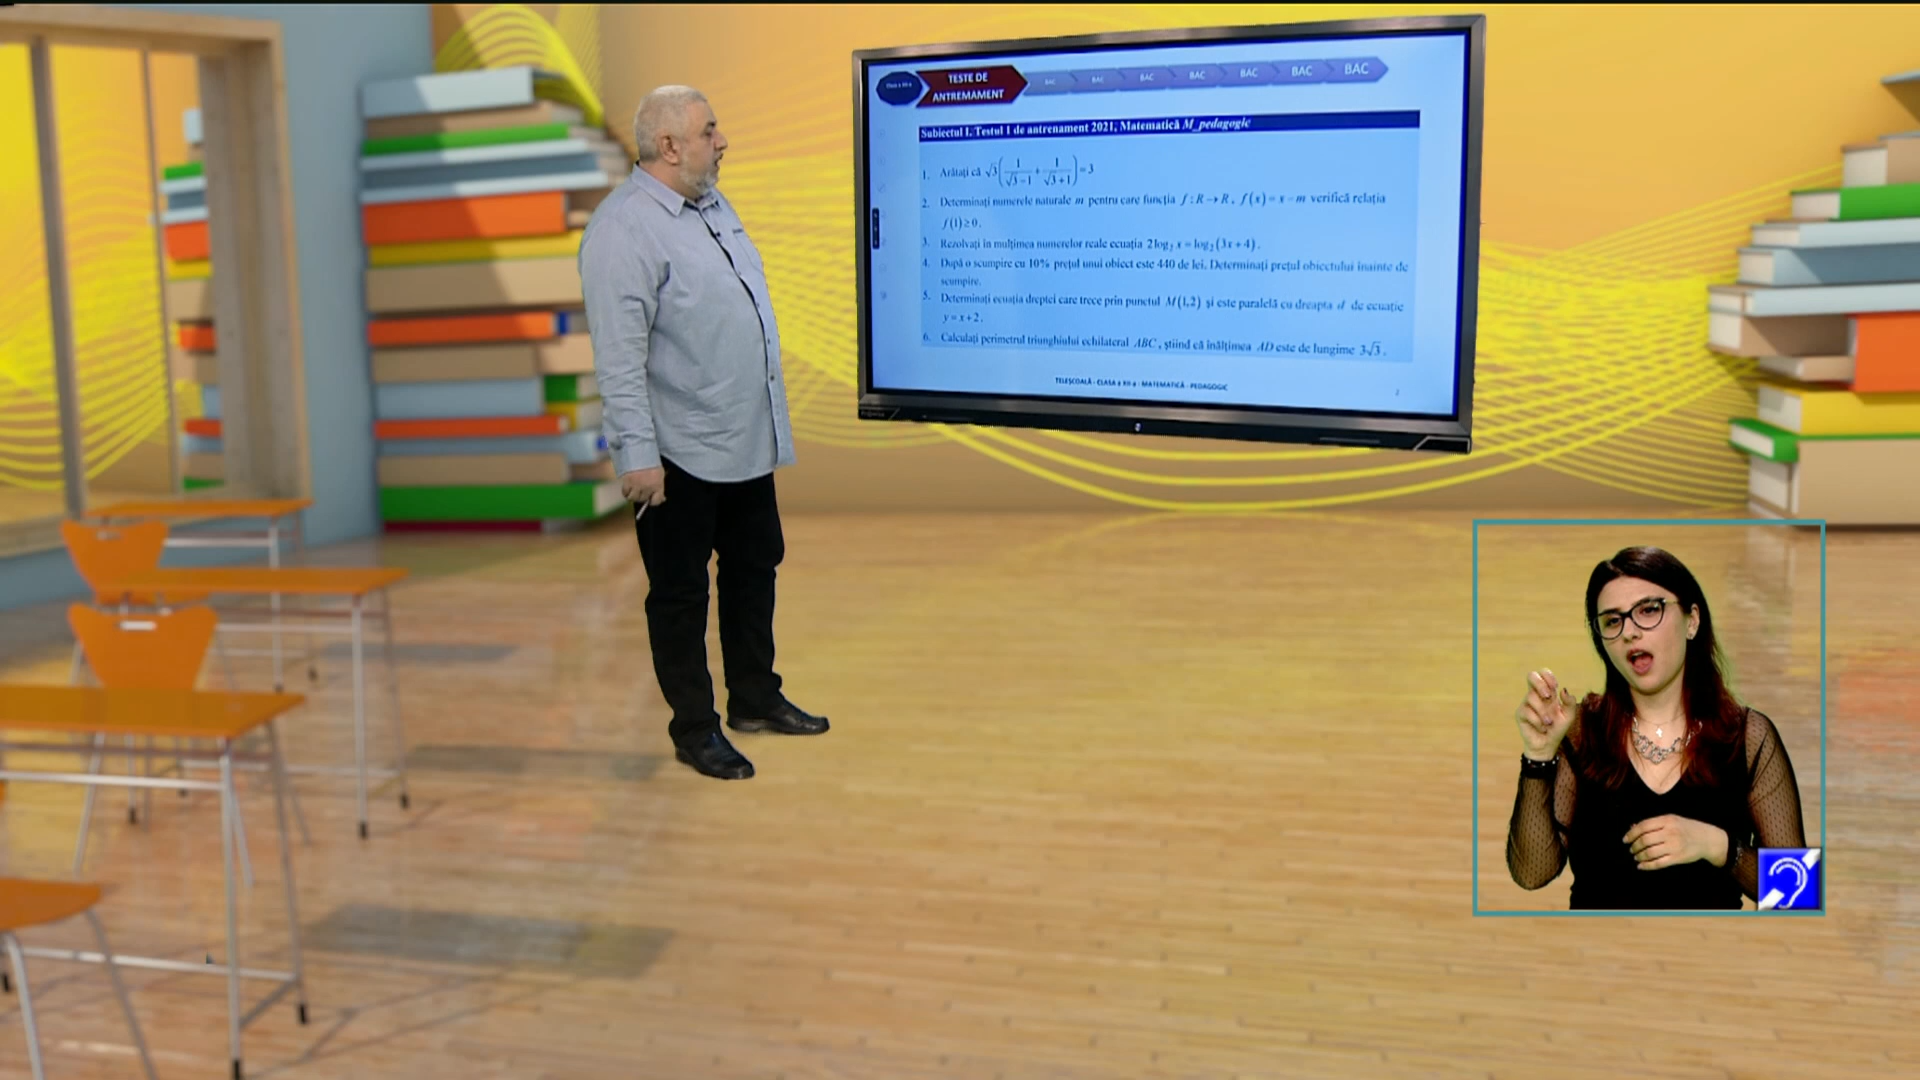 Clasa a XII-a
TESTE DE
ANTREMAMENT
BAC BAC BAC BAC BAC BAC BAC
Subiectul I. Testul 1 de antrenament 2021, Matematică M_pedagogic
1. Arătați că √3(1/(√3-1) + 1/(√3+1)) = 3
2. Determinați numerele naturale m pentru care funcția f : R → R, f(x) = x - m verifică relația
f(1) ≥ 0.
3. Rezolvați în mulțimea numerelor reale ecuația 2log₂ x = log₂(3x+4).
4. După o scumpire cu 10% prețul unui obiect este 440 de lei. Determinați prețul obiectului înainte de
scumpire.
5. Determinați ecuația dreptei care trece prin punctul M(1,2) și este paralelă cu dreapta d de ecuație
y = x+2.
6. Calculați perimetrul triunghiului echilateral ABC, știind că înălțimea AD este de lungime 3√3.
TELEȘCOALĂ - CLASA a XII a - MATEMATICĂ - PEDAGOGIC